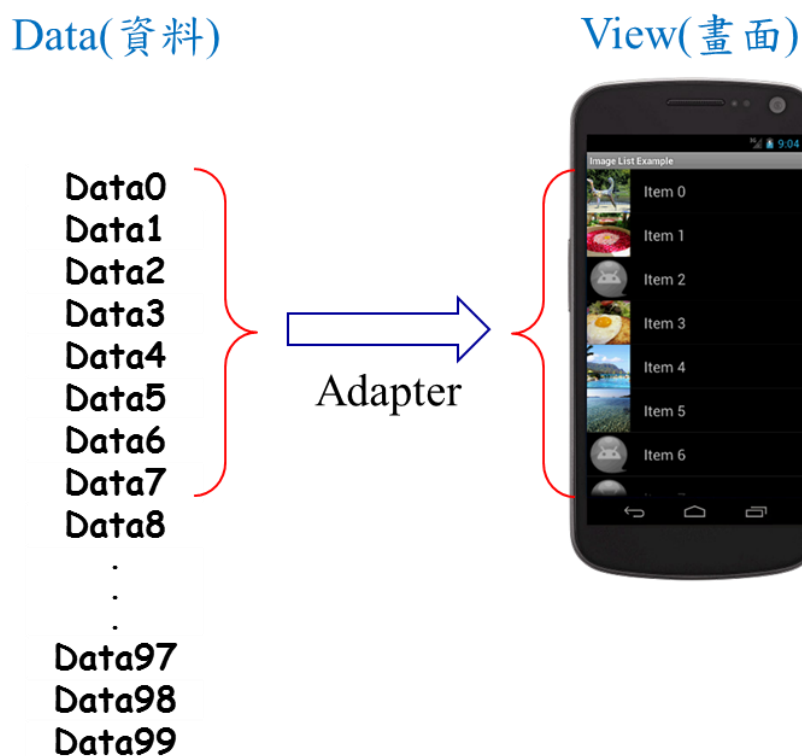 Data(資料)
View(畫面)
Data0
Data1
Data2
Data3
Data4
Data5
Data6
Data7
Data8
.
.
.
Data97
Data98
Data99
Adapter
9:04
Image List Example
Item 0
Item 1
Item 2
Item 3
Item 4
Item 5
Item 6